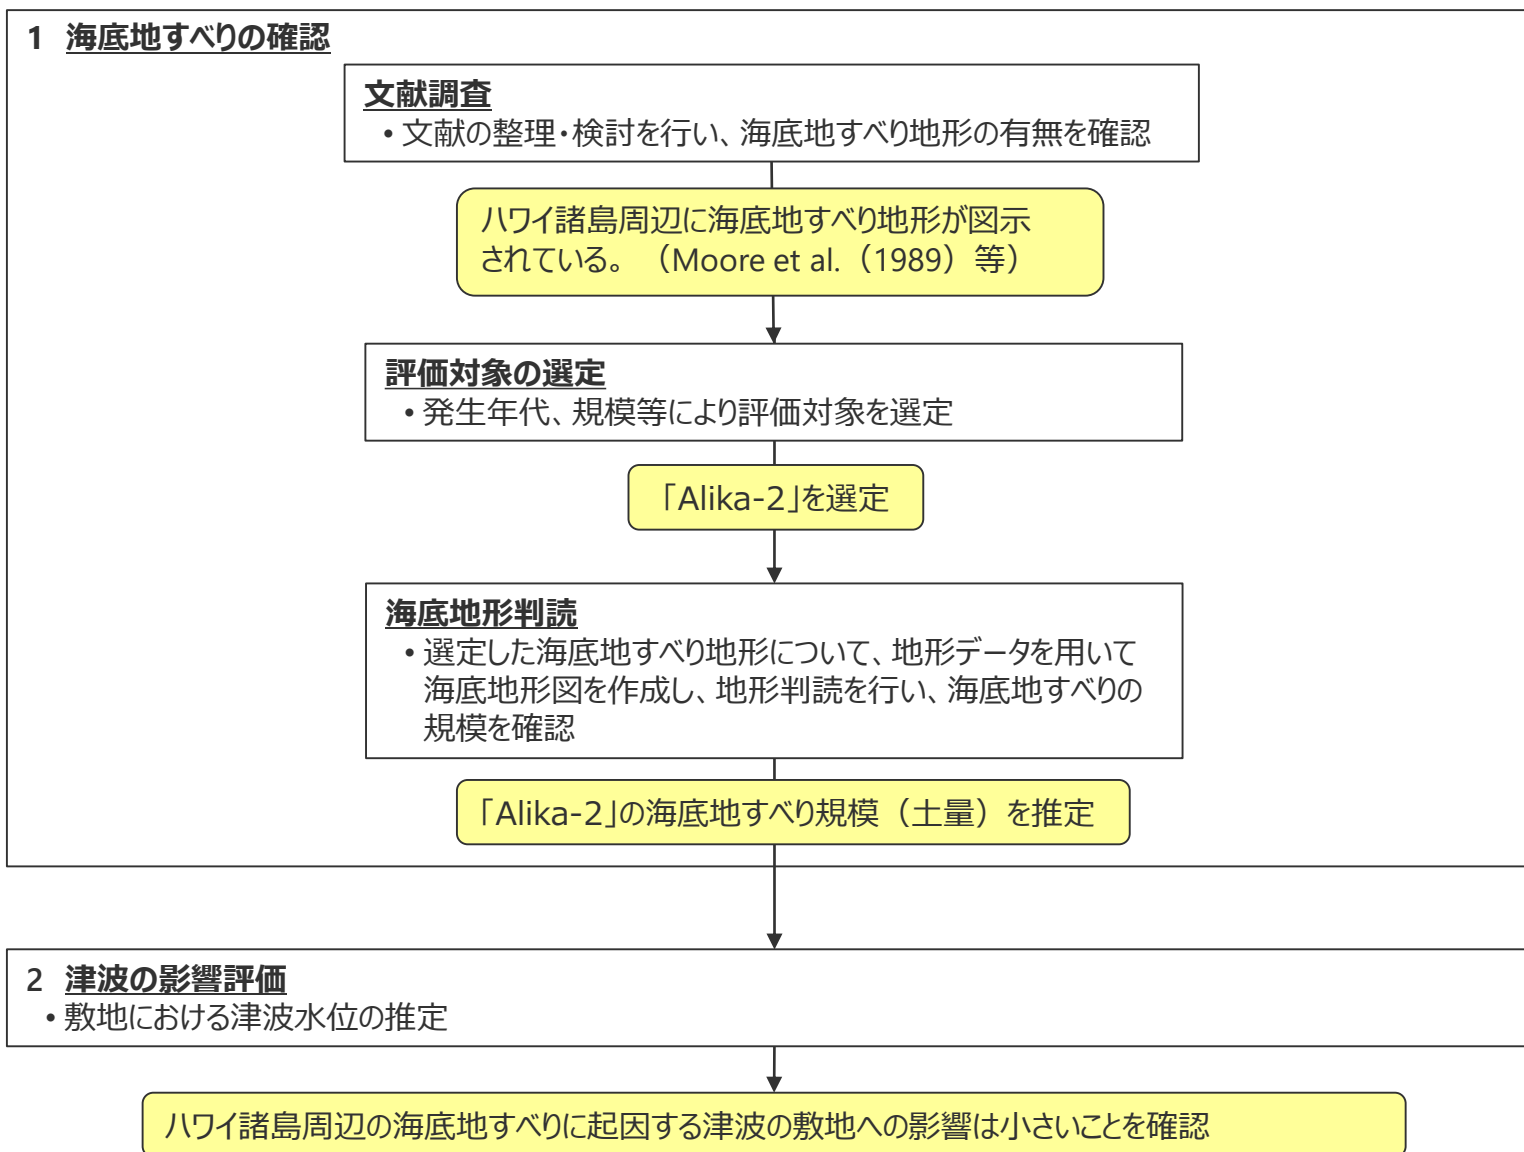 1 海底地すべりの確認
文献調査
• 文献の整理・検討を行い、海底地すべり地形の有無を確認
ハワイ諸島周辺に海底地すべり地形が図示
されている。（Moore et al.（1989）等）
評価対象の選定
• 発生年代、規模等により評価対象を選定
「Alika-2」を選定
海底地形判読
• 選定した海底地すべり地形について、地形データを用いて
海底地形図を作成し、地形判読を行い、海底地すべりの
規模を確認
「Alika-2」の海底地すべり規模（土量）を推定
2 津波の影響評価
• 敷地における津波水位の推定
ハワイ諸島周辺の海底地すべりに起因する津波の敷地への影響は小さいことを確認